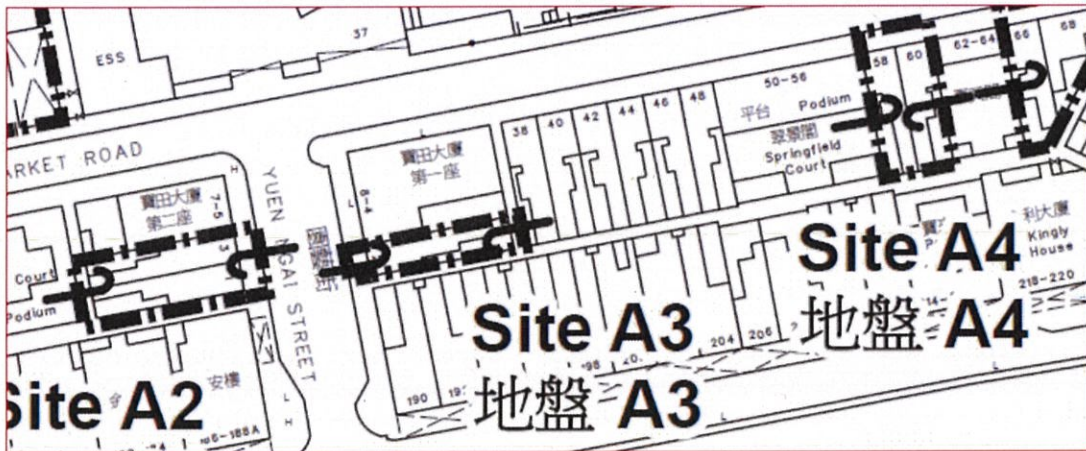 ESS
37
ARKET ROAD
寶田大廈
第二座
7-5
3
H
Court
Podium
YUEN NGAI STREET
L
寶田大廈
第一座
8-4
L
38
40
42
44
46
48
50-56
平台 Podium
翠景閣
Springfield
Court
58
60
62-64
66
68
利大廈
Kingly
House
218-220
Site A4
地盤 A4
Site A3
地盤 A3
190
204
206
Site A2
安樓
L
H
L
L